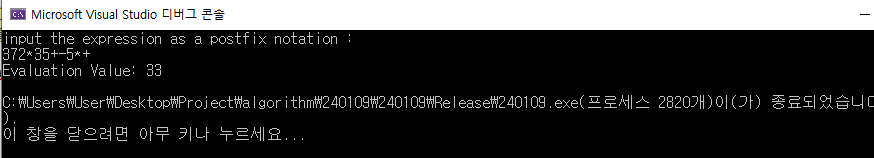 Microsoft Visual Studio 디버그 콘솔
input the expression as a postfix notation :
372*35+-5*+
Evaluation Value: 33
C:₩Users₩User₩Desktop₩Project₩algorithm₩240109₩240109₩Release₩240109.exe(프로세스 2820개)이(가) 종료되었습니다
).
이 창을 닫으려면 아무 키나 누르세요...